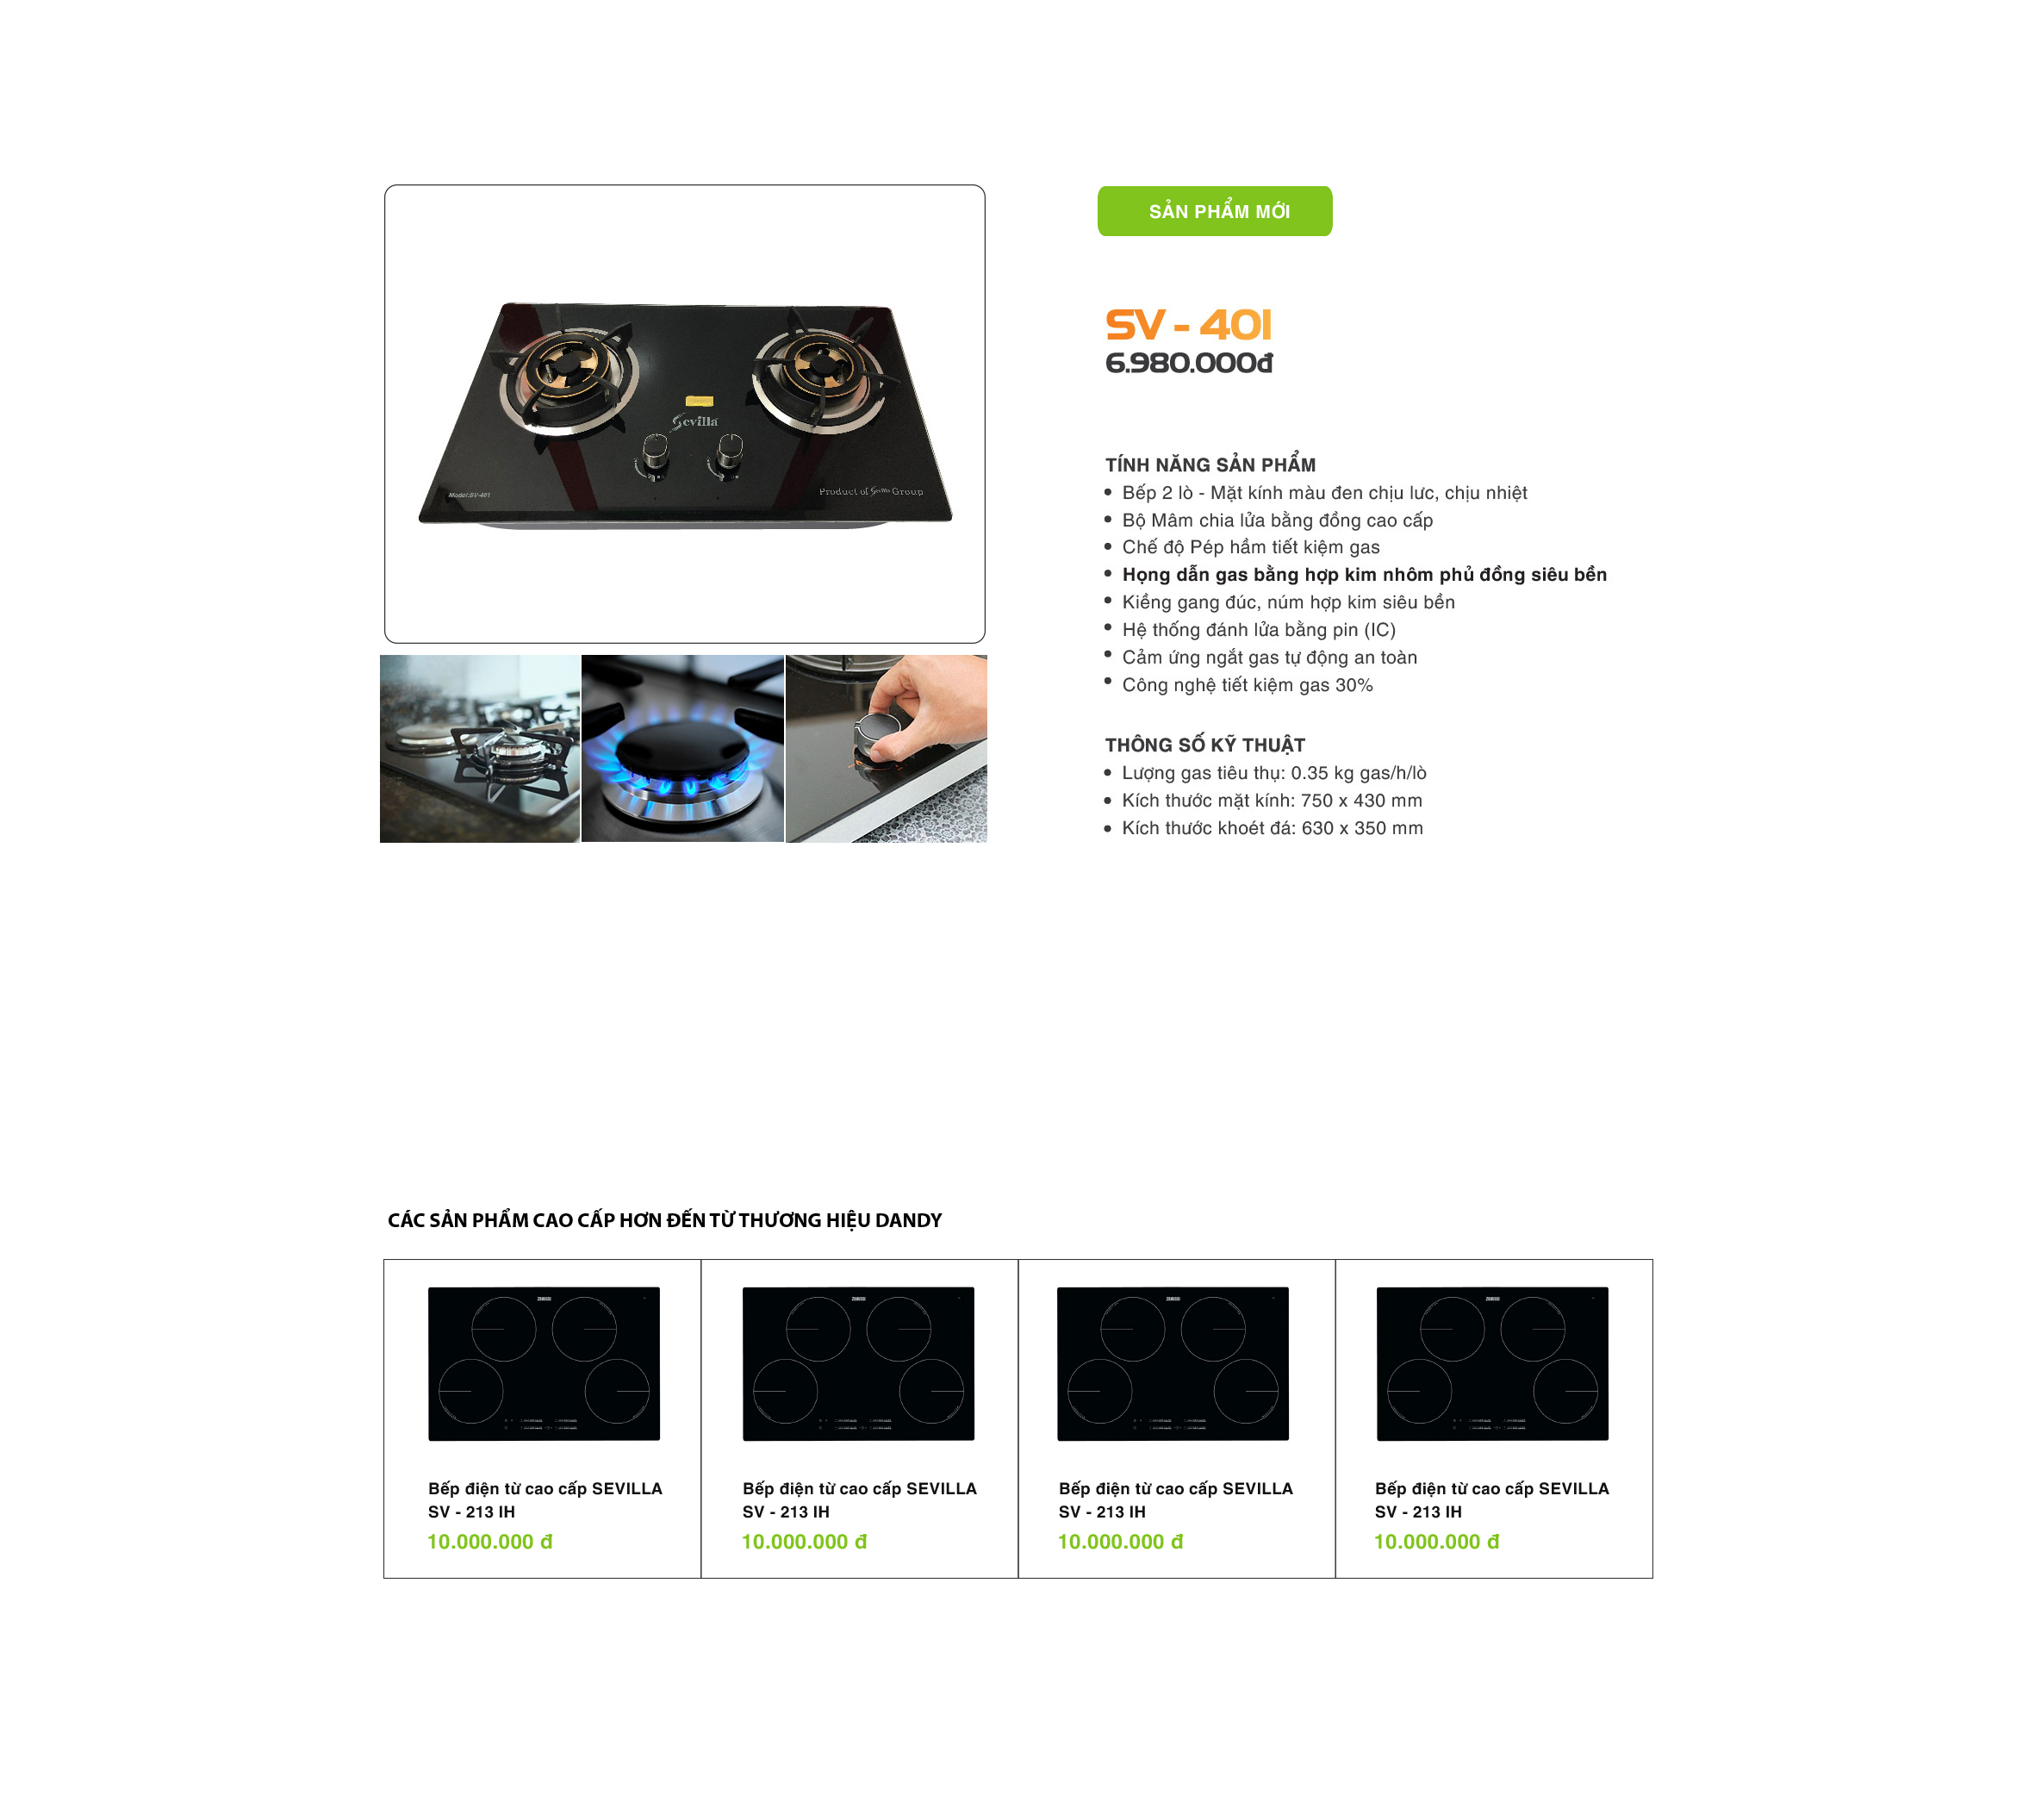 SẢN PHẨM MỚI
SV - 401
6.980.000đ
Sevilla
Model:SV-401
Product of Sevilla Group
TÍNH NĂNG SẢN PHẨM
Bếp 2 lò - Mặt kính màu đen chịu lưc, chịu nhiệt
Bộ Mâm chia lửa bằng đồng cao cấp
Chế độ Pép hầm tiết kiệm gas
Họng dẫn gas bằng hợp kim nhôm phủ đồng siêu bền
Kiềng gang đúc, núm hợp kim siêu bền
Hệ thống đánh lửa bằng pin (IC)
Cảm ứng ngắt gas tự động an toàn
Công nghệ tiết kiệm gas 30%
THÔNG SỐ KỸ THUẬT
Lượng gas tiêu thụ: 0.35 kg gas/h/lò
Kích thước mặt kính: 750 x 430 mm
Kích thước khoét đá: 630 x 350 mm
CÁC SẢN PHẨM CAO CẤP HƠN ĐẾN TỪ THƯƠNG HIỆU DANDY
Bếp điện từ cao cấp SEVILLA
SV - 213 IH
10.000.000 đ
Bếp điện từ cao cấp SEVILLA
SV - 213 IH
10.000.000 đ
Bếp điện từ cao cấp SEVILLA
SV - 213 IH
10.000.000 đ
Bếp điện từ cao cấp SEVILLA
SV - 213 IH
10.000.000 đ